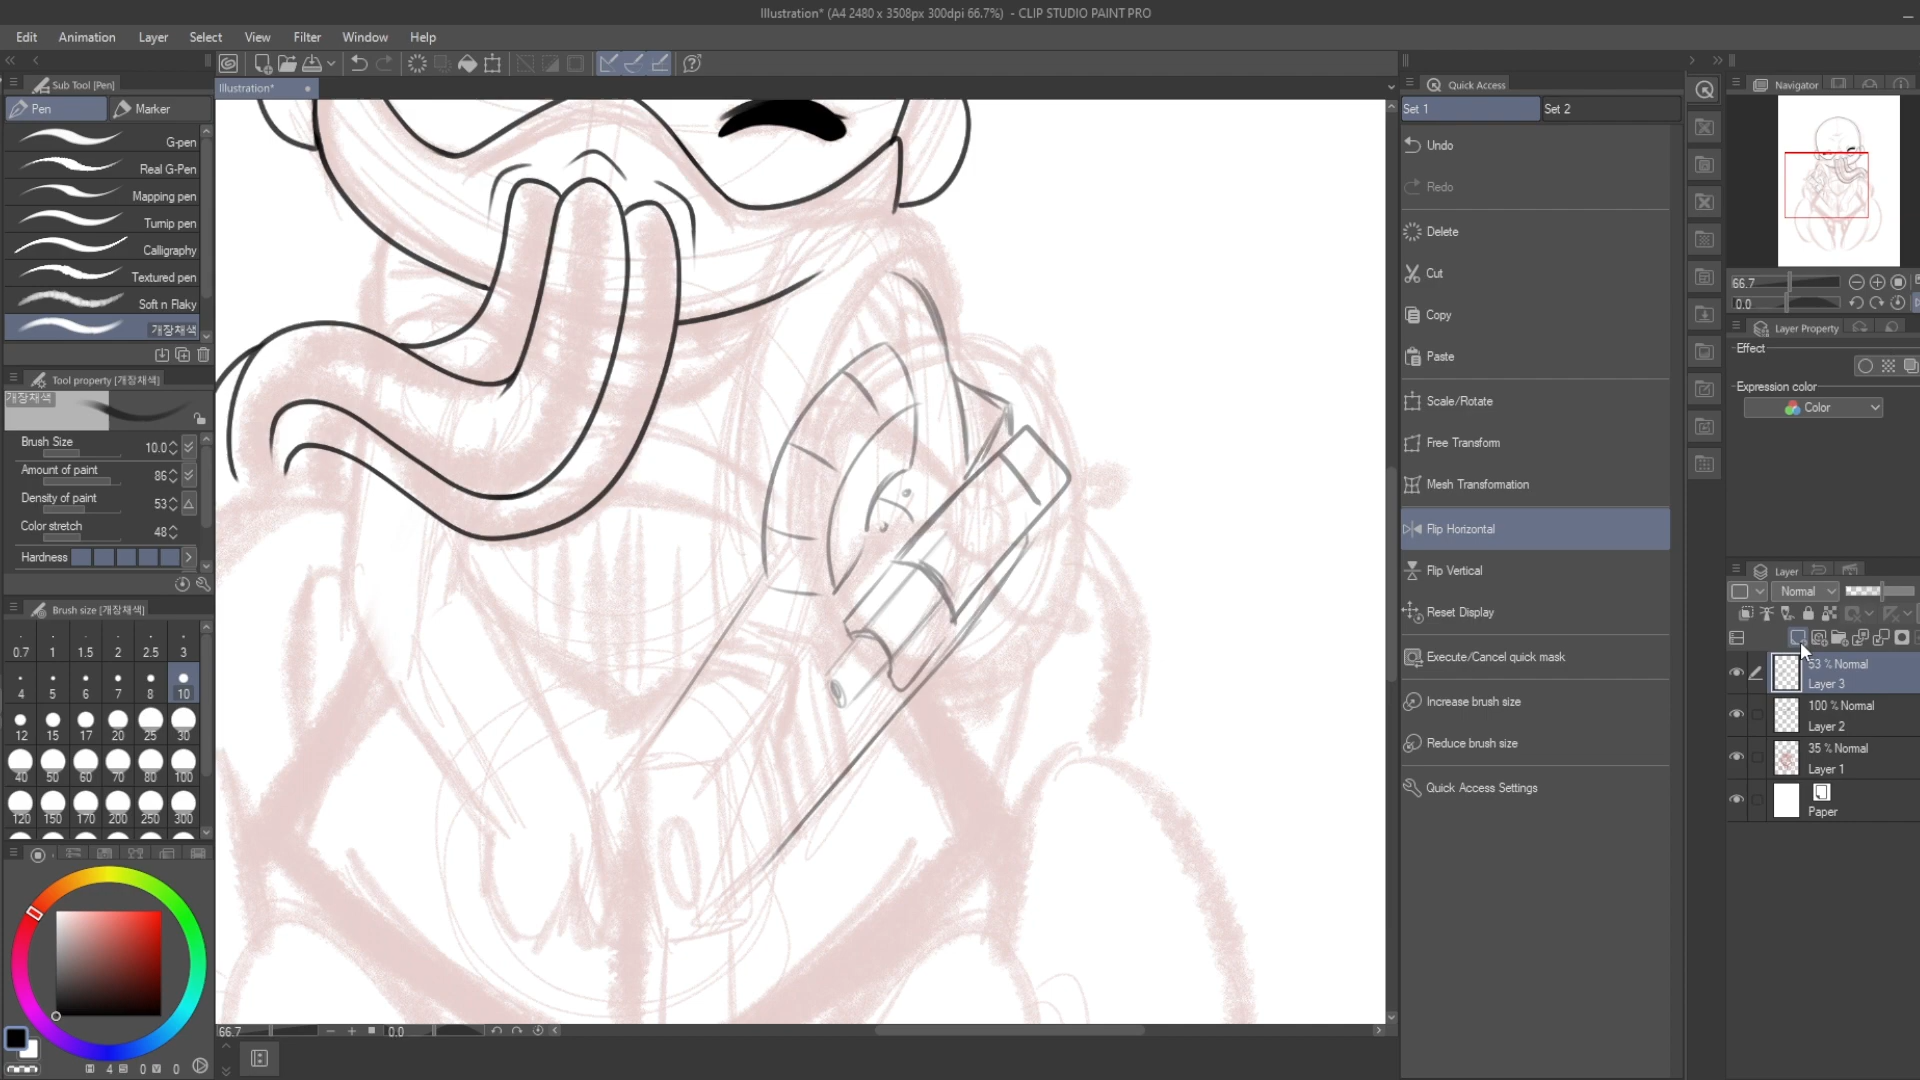 Illustration* (A4 2480 x 3508px 300dpi 66.7%) - CLIP STUDIO PAINT PRO
Edit Animation Layer Select View Filter Window Help
Sub Tool [Pen]
Pen Marker
G-pen
Real G-Pen
Mapping pen
Turnip pen
Calligraphy
Textured pen
Soft n Flaky
개장채색
Tool property [개장채색]
개장채색
Brush Size 10.0
Amount of paint 86
Density of paint 53
Color stretch 48
Hardness
Brush size [개장채색]
0.7 1 1.5 2 2.5 3
4 5 6 7 8 10
12 15 17 20 25 30
40 50 60 70 80 100
120 150 170 200 250 300
4 0 0
Illustration*
66.7 0.0
Quick Access
Set 1 Set 2
Undo
Redo
Delete
Cut
Copy
Paste
Scale/Rotate
Free Transform
Mesh Transformation
Flip Horizontal
Flip Vertical
Reset Display
Execute/Cancel quick mask
Increase brush size
Reduce brush size
Quick Access Settings
Navigator
66.7
0.0
Layer Property
Effect
Expression color
Color
Layer
Normal
53 % Normal
Layer 3
100 % Normal
Layer 2
35 % Normal
Layer 1
Paper